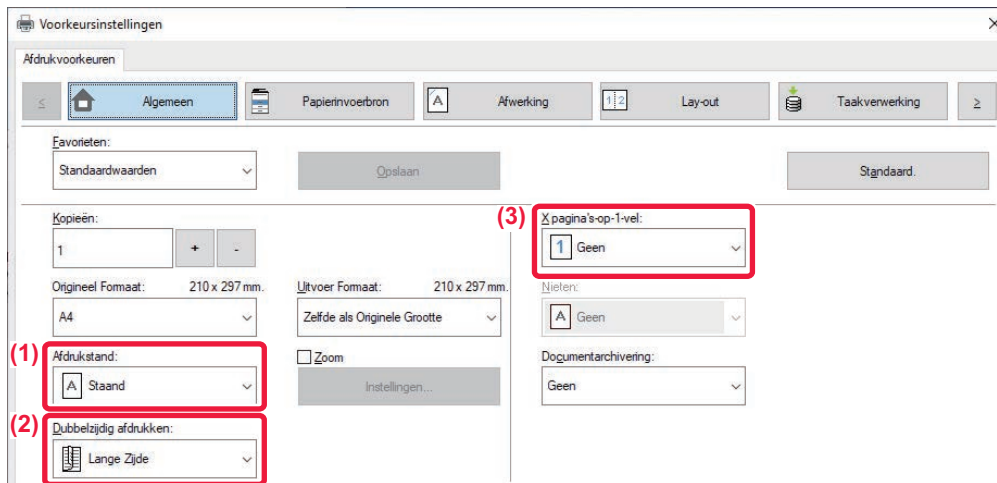 Voorkeursinstellingen
Afdrukvoorkeuren
< Algemeen Papierinvoerbron A Afwerking 1 2 Lay-out Taakverwerking >
Favorieten:
Standaardwaarden Opslaan Standaard.
Kopieën: (3) X pagina's-op-1-vel:
1 + - 1 Geen
Origineel Formaat: 210 x 297 mm. Uitvoer Formaat: 210 x 297 mm. Nieten:
A4 Zelfde als Originele Grootte A Geen
(1) Afdrukstand: Zoom Documentarchivering:
A Staand Instellingen... Geen
(2) Dubbelzijdig afdrukken:
Lange Zijde